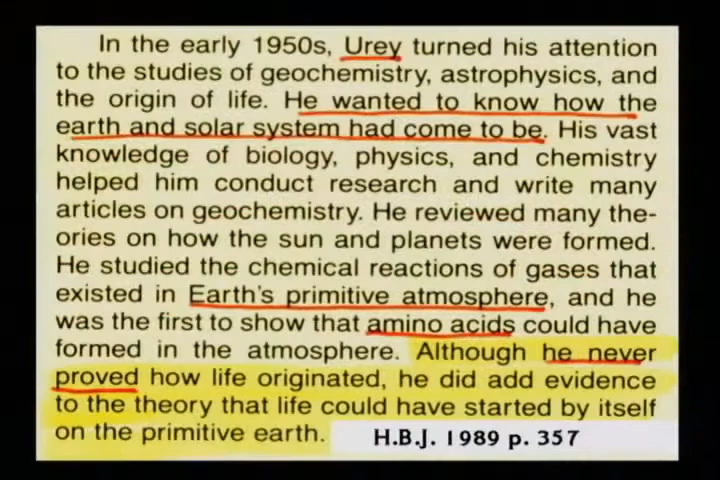 In the early 1950s, Urey turned his attention
to the studies of geochemistry, astrophysics, and
the origin of life. He wanted to know how the
earth and solar system had come to be. His vast
knowledge of biology, physics, and chemistry
helped him conduct research and write many
articles on geochemistry. He reviewed many the-
ories on how the sun and planets were formed.
He studied the chemical reactions of gases that
existed in Earth's primitive atmosphere, and he
was the first to show that amino acids could have
formed in the atmosphere. Although he never
proved how life originated, he did add evidence
to the theory that life could have started by itself
on the primitive earth.
H.B.J. 1989 p. 357